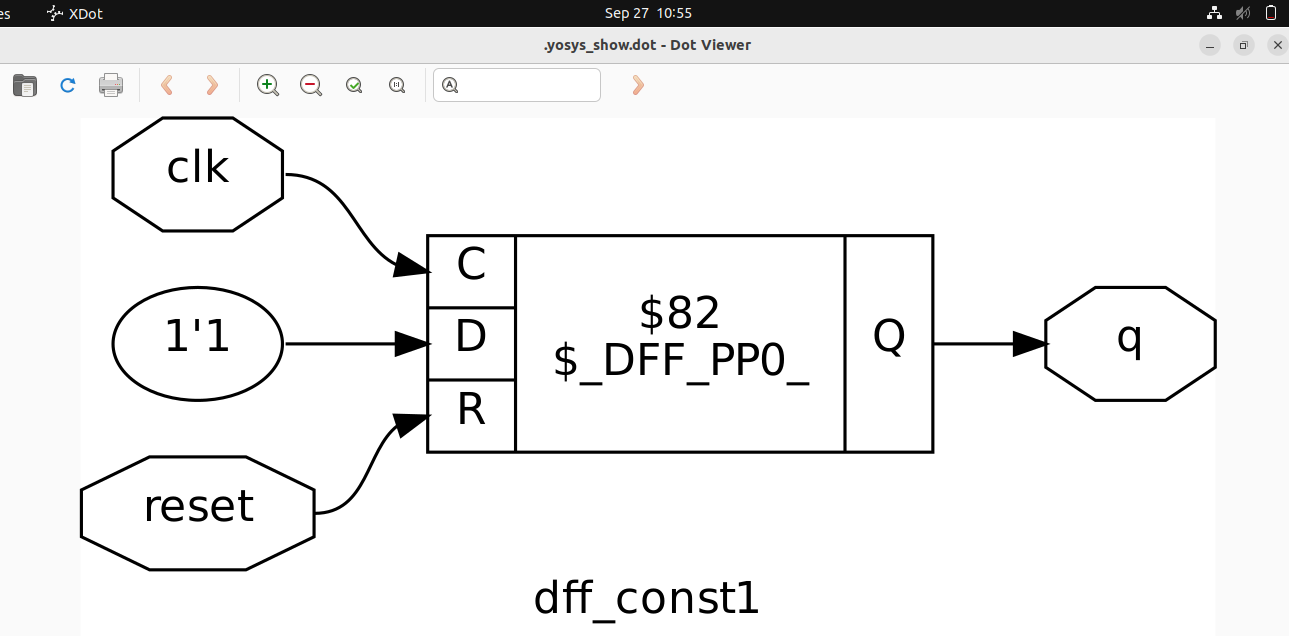 es XDot Sep 27 10:55
.yosys_show.dot - Dot Viewer
A
clk
C
1'1
D
$82
$_DFF_PP0_
Q
q
R
reset
dff_const1